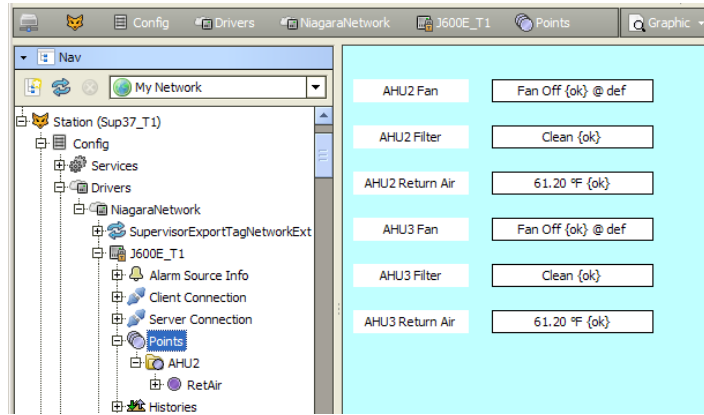 Config Drivers NiagaraNetwork J600E_T1 Points Graphic
Nav
My Network
Station (Sup37_T1)
Config
Services
Drivers
NiagaraNetwork
SupervisorExportTagNetworkExt
J600E_T1
Alarm Source Info
Client Connection
Server Connection
Points
AHU2
RetAir
Histories
AHU2 Fan Fan Off {ok} @ def
AHU2 Filter Clean {ok}
AHU2 Return Air 61.20 °F {ok}
AHU3 Fan Fan Off {ok} @ def
AHU3 Filter Clean {ok}
AHU3 Return Air 61.20 °F {ok}